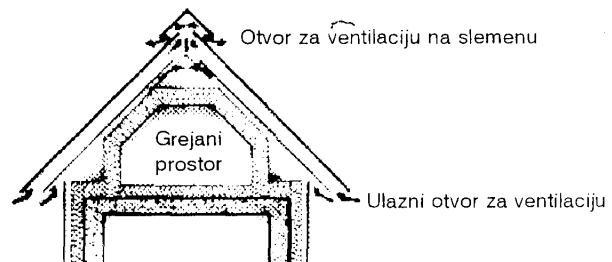 Otvor za ventilaciju na slemenu
Grejani
prostor
Ulazni otvor za ventilaciju